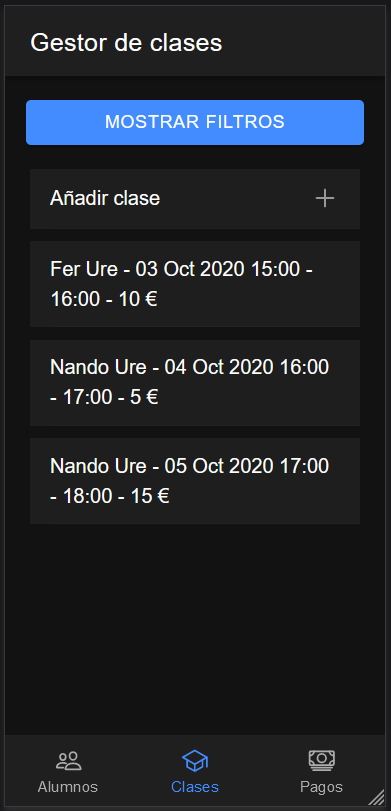 Gestor de clases
MOSTRAR FILTROS
Añadir clase
Fer Ure - 03 Oct 2020 15:00 -
16:00 - 10 €
Nando Ure - 04 Oct 2020 16:00
- 17:00 - 5 €
Nando Ure - 05 Oct 2020 17:00
- 18:00 - 15 €
Alumnos
Clases
Pagos